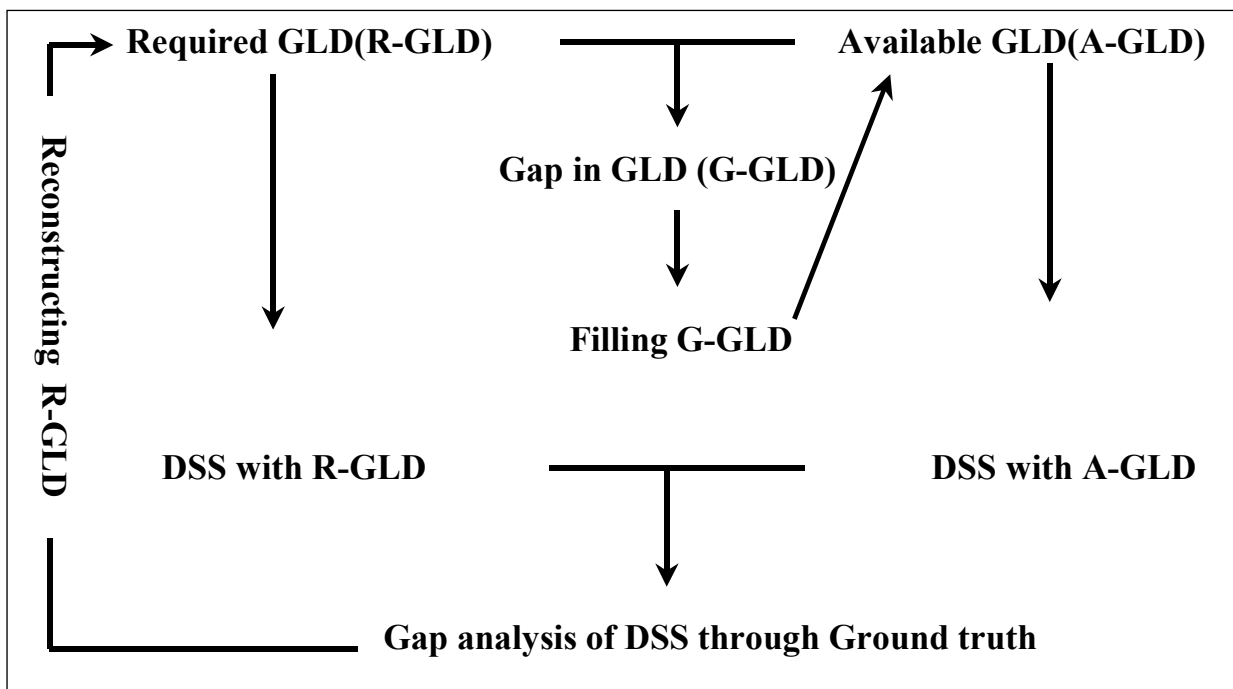 Required GLD(R-GLD)
Available GLD(A-GLD)
Gap in GLD (G-GLD)
Filling G-GLD
Reconstructing R-GLD
DSS with R-GLD
DSS with A-GLD
Gap analysis of DSS through Ground truth